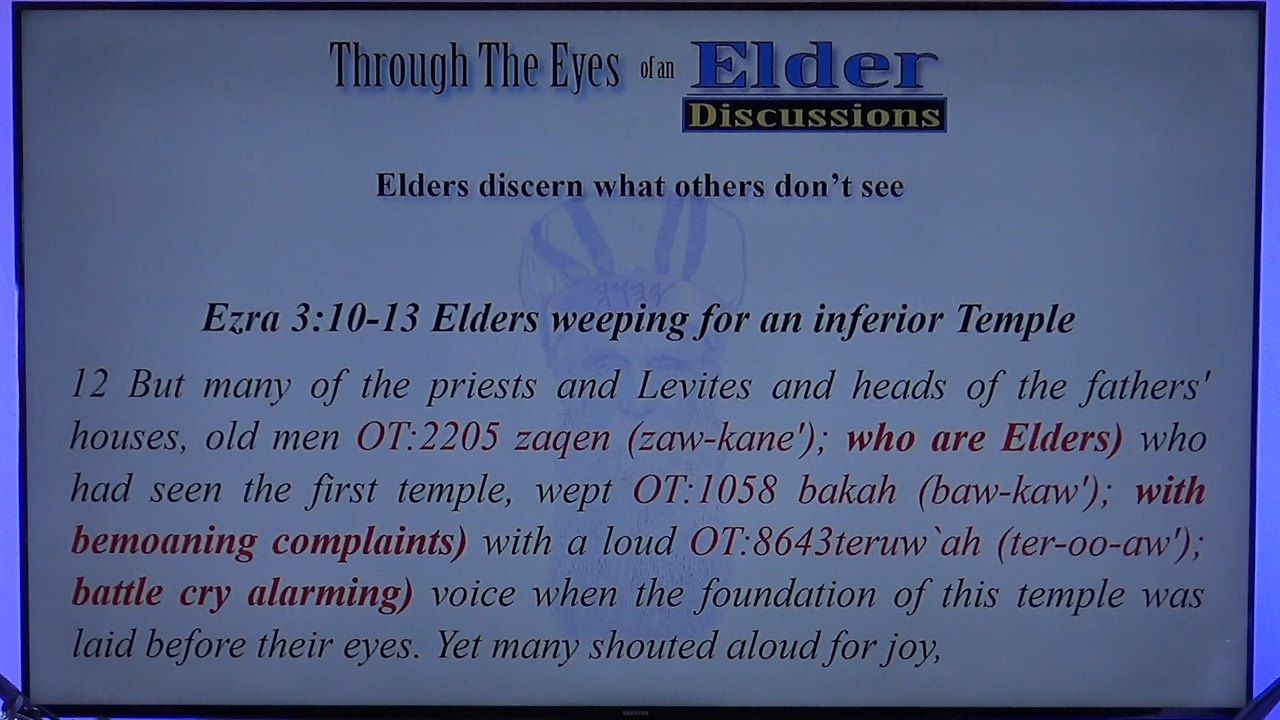 Through The Eyes of an Elder
Discussions
Elders discern what others don't see
Ezra 3:10-13 Elders weeping for an inferior Temple
12 But many of the priests and Levites and heads of the fathers'
houses, old men OT:2205 zaqen (zaw-kane'); who are Elders) who
had seen the first temple, wept OT:1058 bakah (baw-kaw'); with
bemoaning complaints) with a loud OT:8643teruw`ah (ter-oo-aw');
battle cry alarming) voice when the foundation of this temple was
laid before their eyes. Yet many shouted aloud for joy,
SAMSUNG